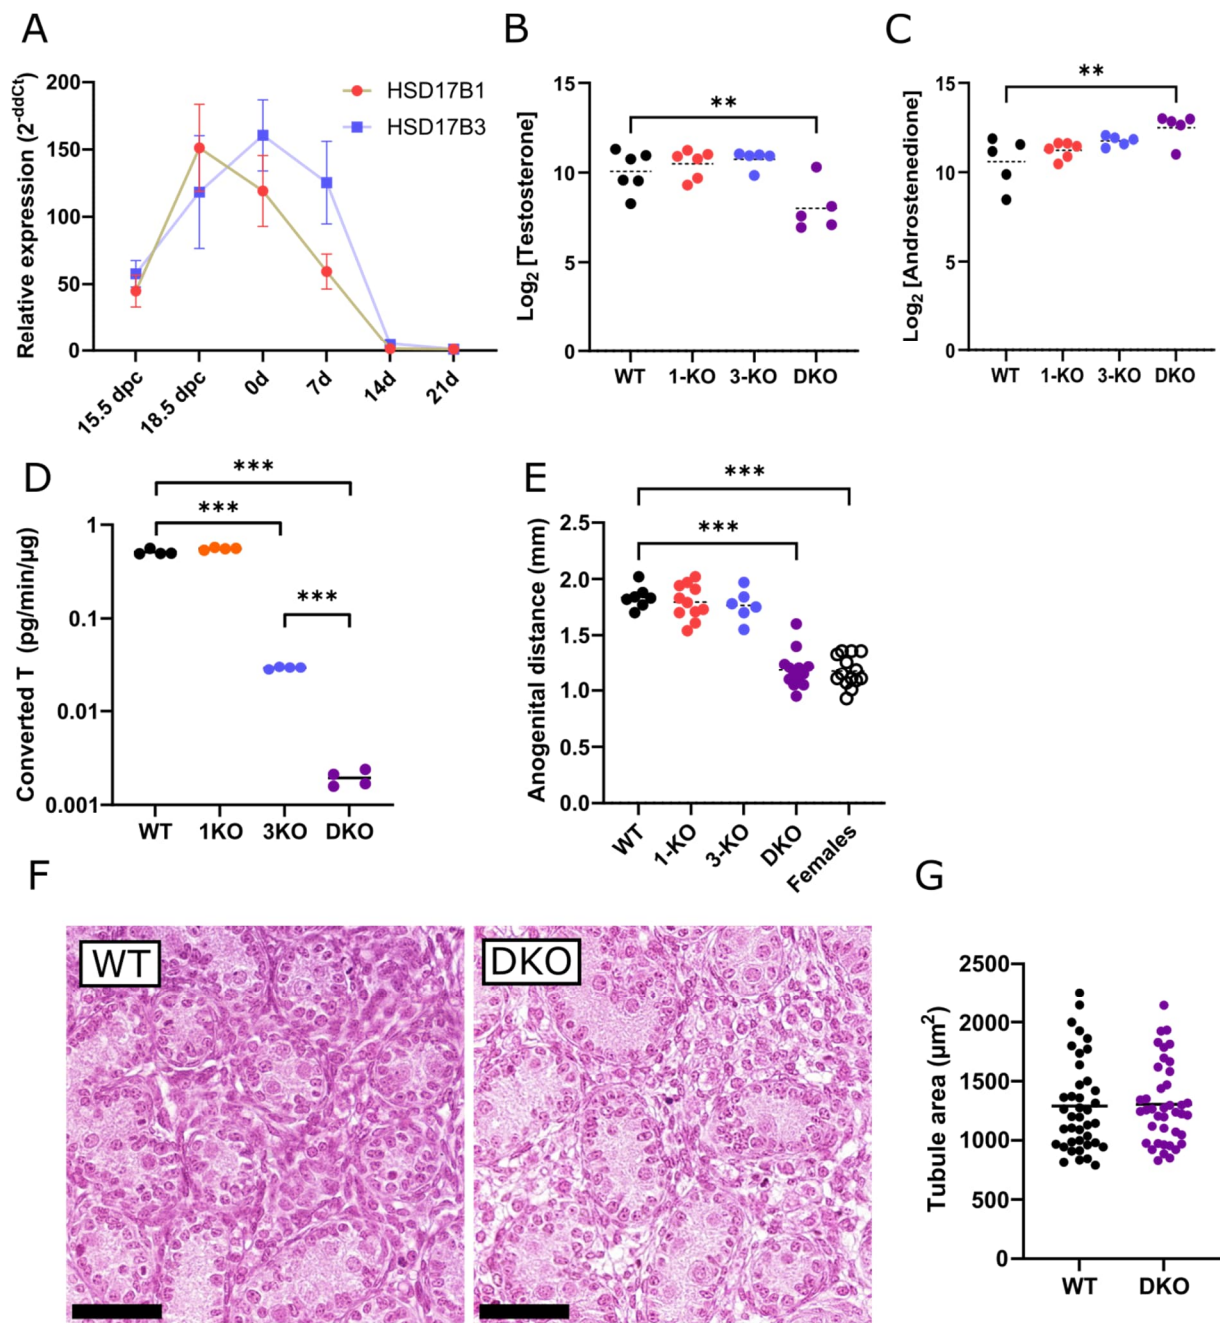 A
Relative expression (2^-ddCt)
200
150
100
50
0
15.5 dpc
18.5 dpc
0d
7d
14d
21d
HSD17B1
HSD17B3
B
Log₂ [Testosterone]
15
10
5
0
**
WT
1-KO
3-KO
DKO
C
Log₂ [Androstenedione]
15
10
5
0
**
WT
1-KO
3-KO
DKO
D
Converted T (pg/min/µg)
1
0.1
0.01
0.001
***
***
***
WT
1KO
3KO
DKO
E
Anogenital distance (mm)
2.5
2.0
1.5
1.0
0.5
0.0
***
***
WT
1-KO
3-KO
DKO
Females
F
WT
DKO
G
Tubule area (µm²)
2500
2000
1500
1000
500
0
WT
DKO